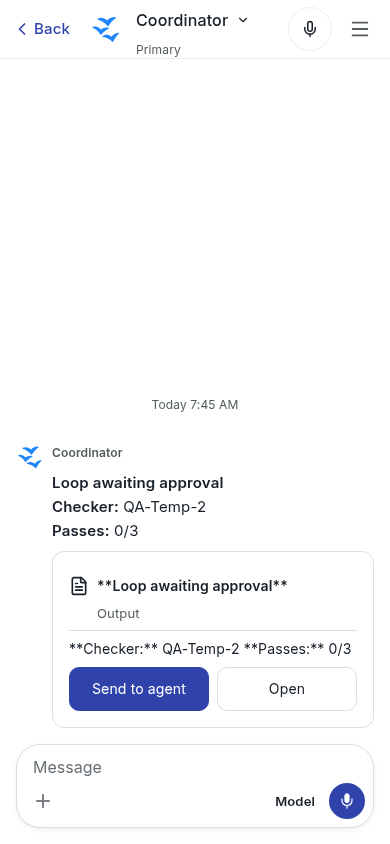 Back
Coordinator
Primary
Today 7:45 AM
Coordinator
Loop awaiting approval
Checker: QA-Temp-2
Passes: 0/3
**Loop awaiting approval**
Output
**Checker:** QA-Temp-2 **Passes:** 0/3
Send to agent
Open
Message
Model